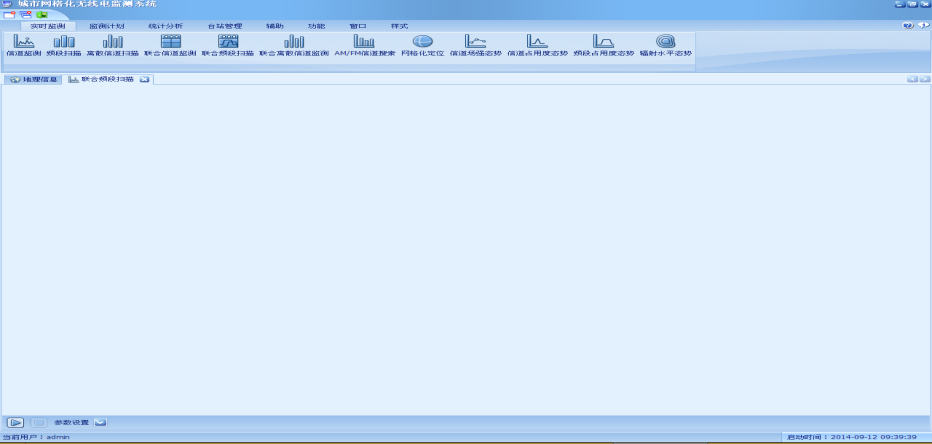 城市网格化无线电监测系统
实时监测 监测计划 统计分析 台站管理 辅助 功能 窗口 样式
信道监测 频段扫描 离散信道扫描 联合信道监测 联合频段扫描 联合离散信道监测 AM/FM信道搜索 网格化定位 信道场强态势 信道占用度态势 频段占用度态势 辐射水平态势
地理信息 联合频段扫描
参数设置
当前用户：admin 启动时间：2014-09-12 09:39:39